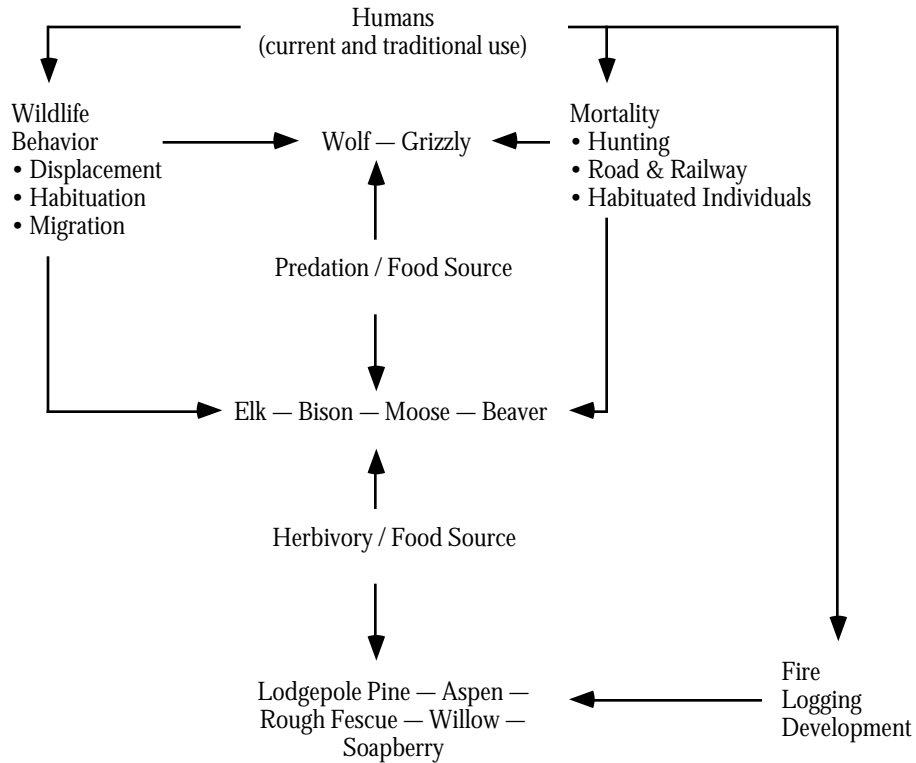 Humans
(current and traditional use)
Wildlife
Behavior
• Displacement
• Habituation
• Migration
Wolf — Grizzly
Mortality
• Hunting
• Road & Railway
• Habituated Individuals
Predation / Food Source
Elk — Bison — Moose — Beaver
Herbivory / Food Source
Lodgepole Pine — Aspen —
Rough Fescue — Willow —
Soapberry
Fire
Logging
Development